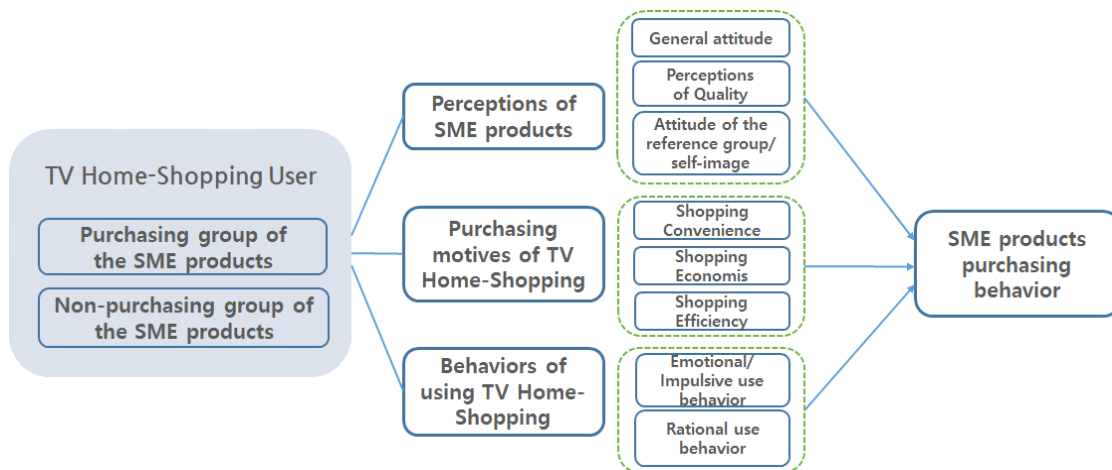 TV Home-Shopping User
Purchasing group of
the SME products
Non-purchasing group of
the SME products
Perceptions of
SME products
Purchasing
motives of TV
Home-Shopping
Behaviors of
using TV Home-
Shopping
General attitude
Perceptions
of Quality
Attitude of the
reference group/
self-image
Shopping
Convenience
Shopping
Economis
Shopping
Efficiency
Emotional/
Impulsive use
behavior
Rational use
behavior
SME products
purchasing
behavior